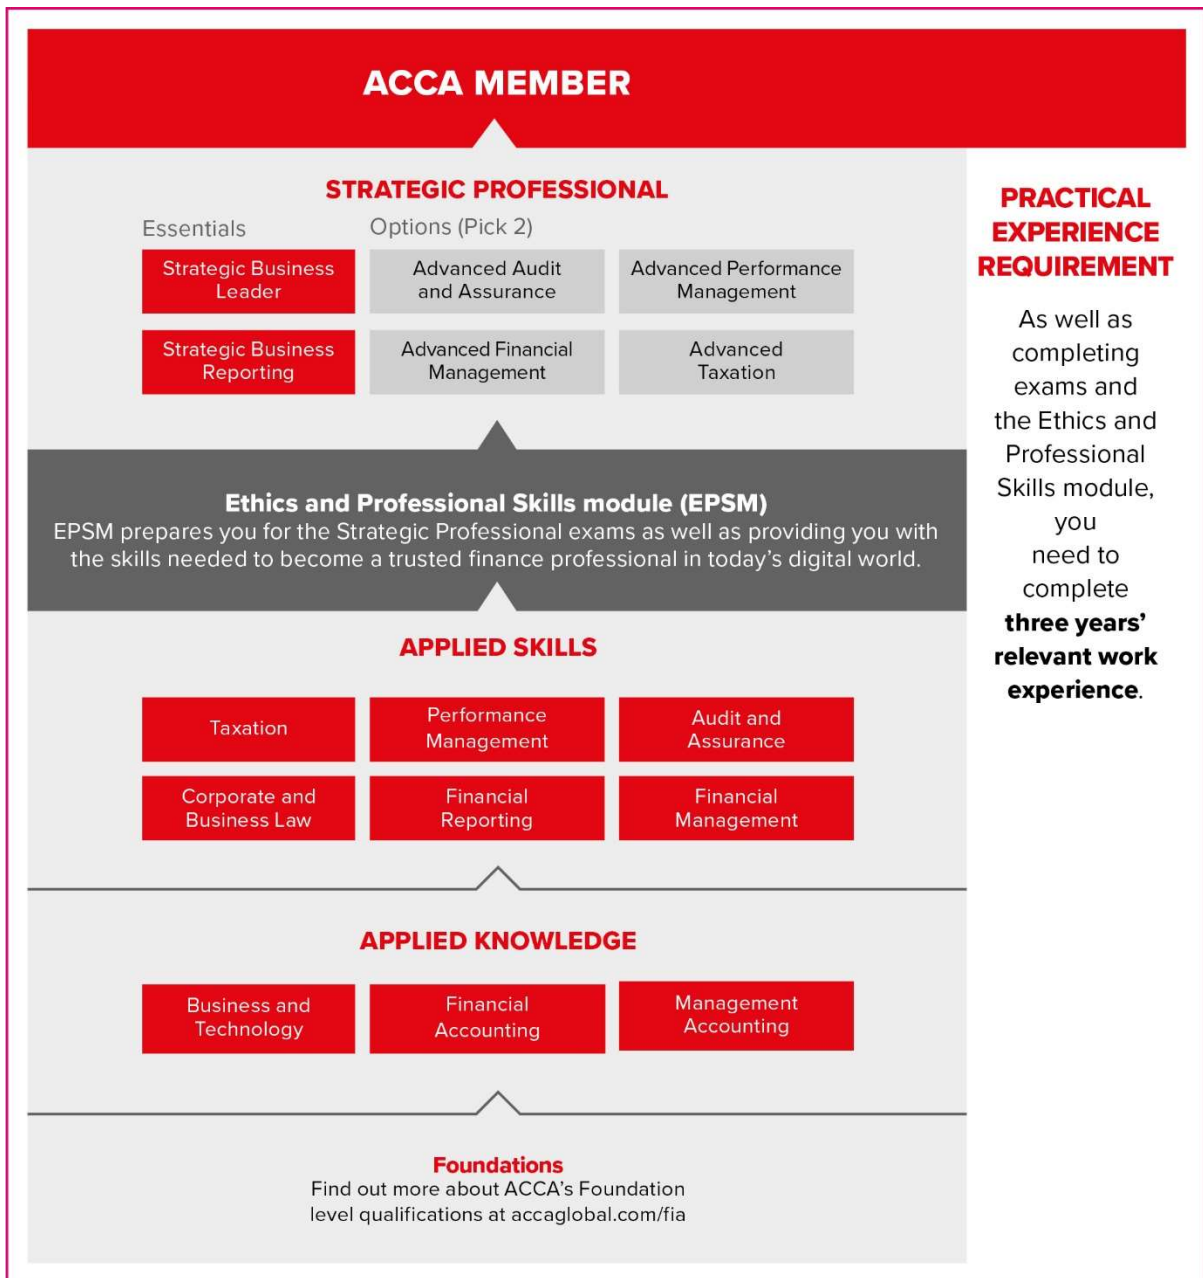 ACCA MEMBER
STRATEGIC PROFESSIONAL
Essentials
Options (Pick 2)
Strategic Business
Leader
Advanced Audit
and Assurance
Advanced Performance
Management
Strategic Business
Reporting
Advanced Financial
Management
Advanced
Taxation
Ethics and Professional Skills module (EPSM)
EPSM prepares you for the Strategic Professional exams as well as providing you with
the skills needed to become a trusted finance professional in today’s digital world.
APPLIED SKILLS
Taxation
Performance
Management
Audit and
Assurance
Corporate and
Business Law
Financial
Reporting
Financial
Management
APPLIED KNOWLEDGE
Business and
Technology
Financial
Accounting
Management
Accounting
Foundations
Find out more about ACCA’s Foundation
level qualifications at accaglobal.com/fia
PRACTICAL
EXPERIENCE
REQUIREMENT
As well as
completing
exams and
the Ethics and
Professional
Skills module,
you
need to
complete
three years’
relevant work
experience.